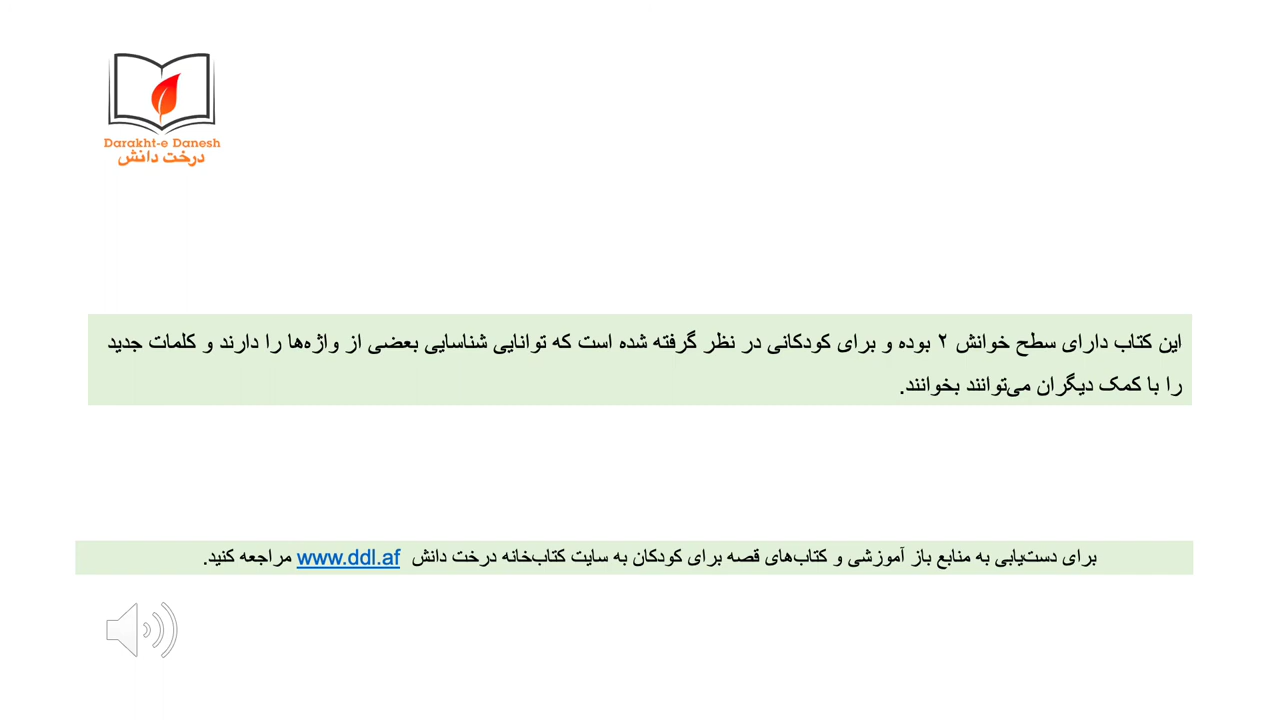 Darakht-e Danesh
درخت دانش
این کتاب دارای سطح خوانش ۲ بوده و برای کودکانی در نظر گرفته شده است که توانایی شناسایی بعضی از واژه‌ها را دارند و کلمات جدید
را با کمک دیگران می‌توانند بخوانند.
برای دست‌یابی به منابع باز آموزشی و کتاب‌های قصه برای کودکان به سایت کتاب‌خانه درخت دانش www.ddl.af مراجعه کنید.